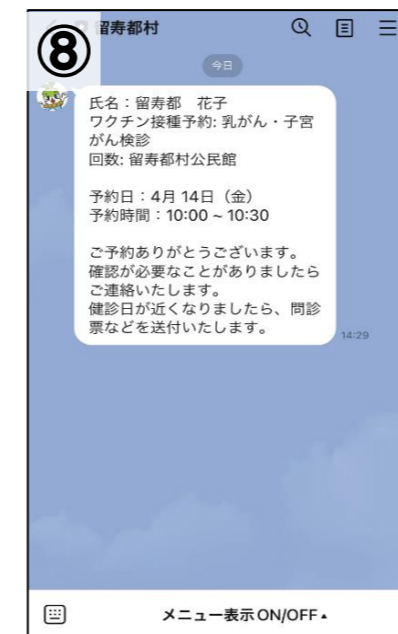 ⑧
留寿都村
今日
氏名：留寿都　花子
ワクチン接種予約: 乳がん・子宮
がん検診
回数: 留寿都村公民館
予約日：4月 14日（金）
予約時間：10:00 ~ 10:30
ご予約ありがとうございます。
確認が必要なことがありましたら
ご連絡いたします。
健診日が近くなりましたら、問診
票などを送付いたします。
14:29
メニュー表示ON/OFF▲